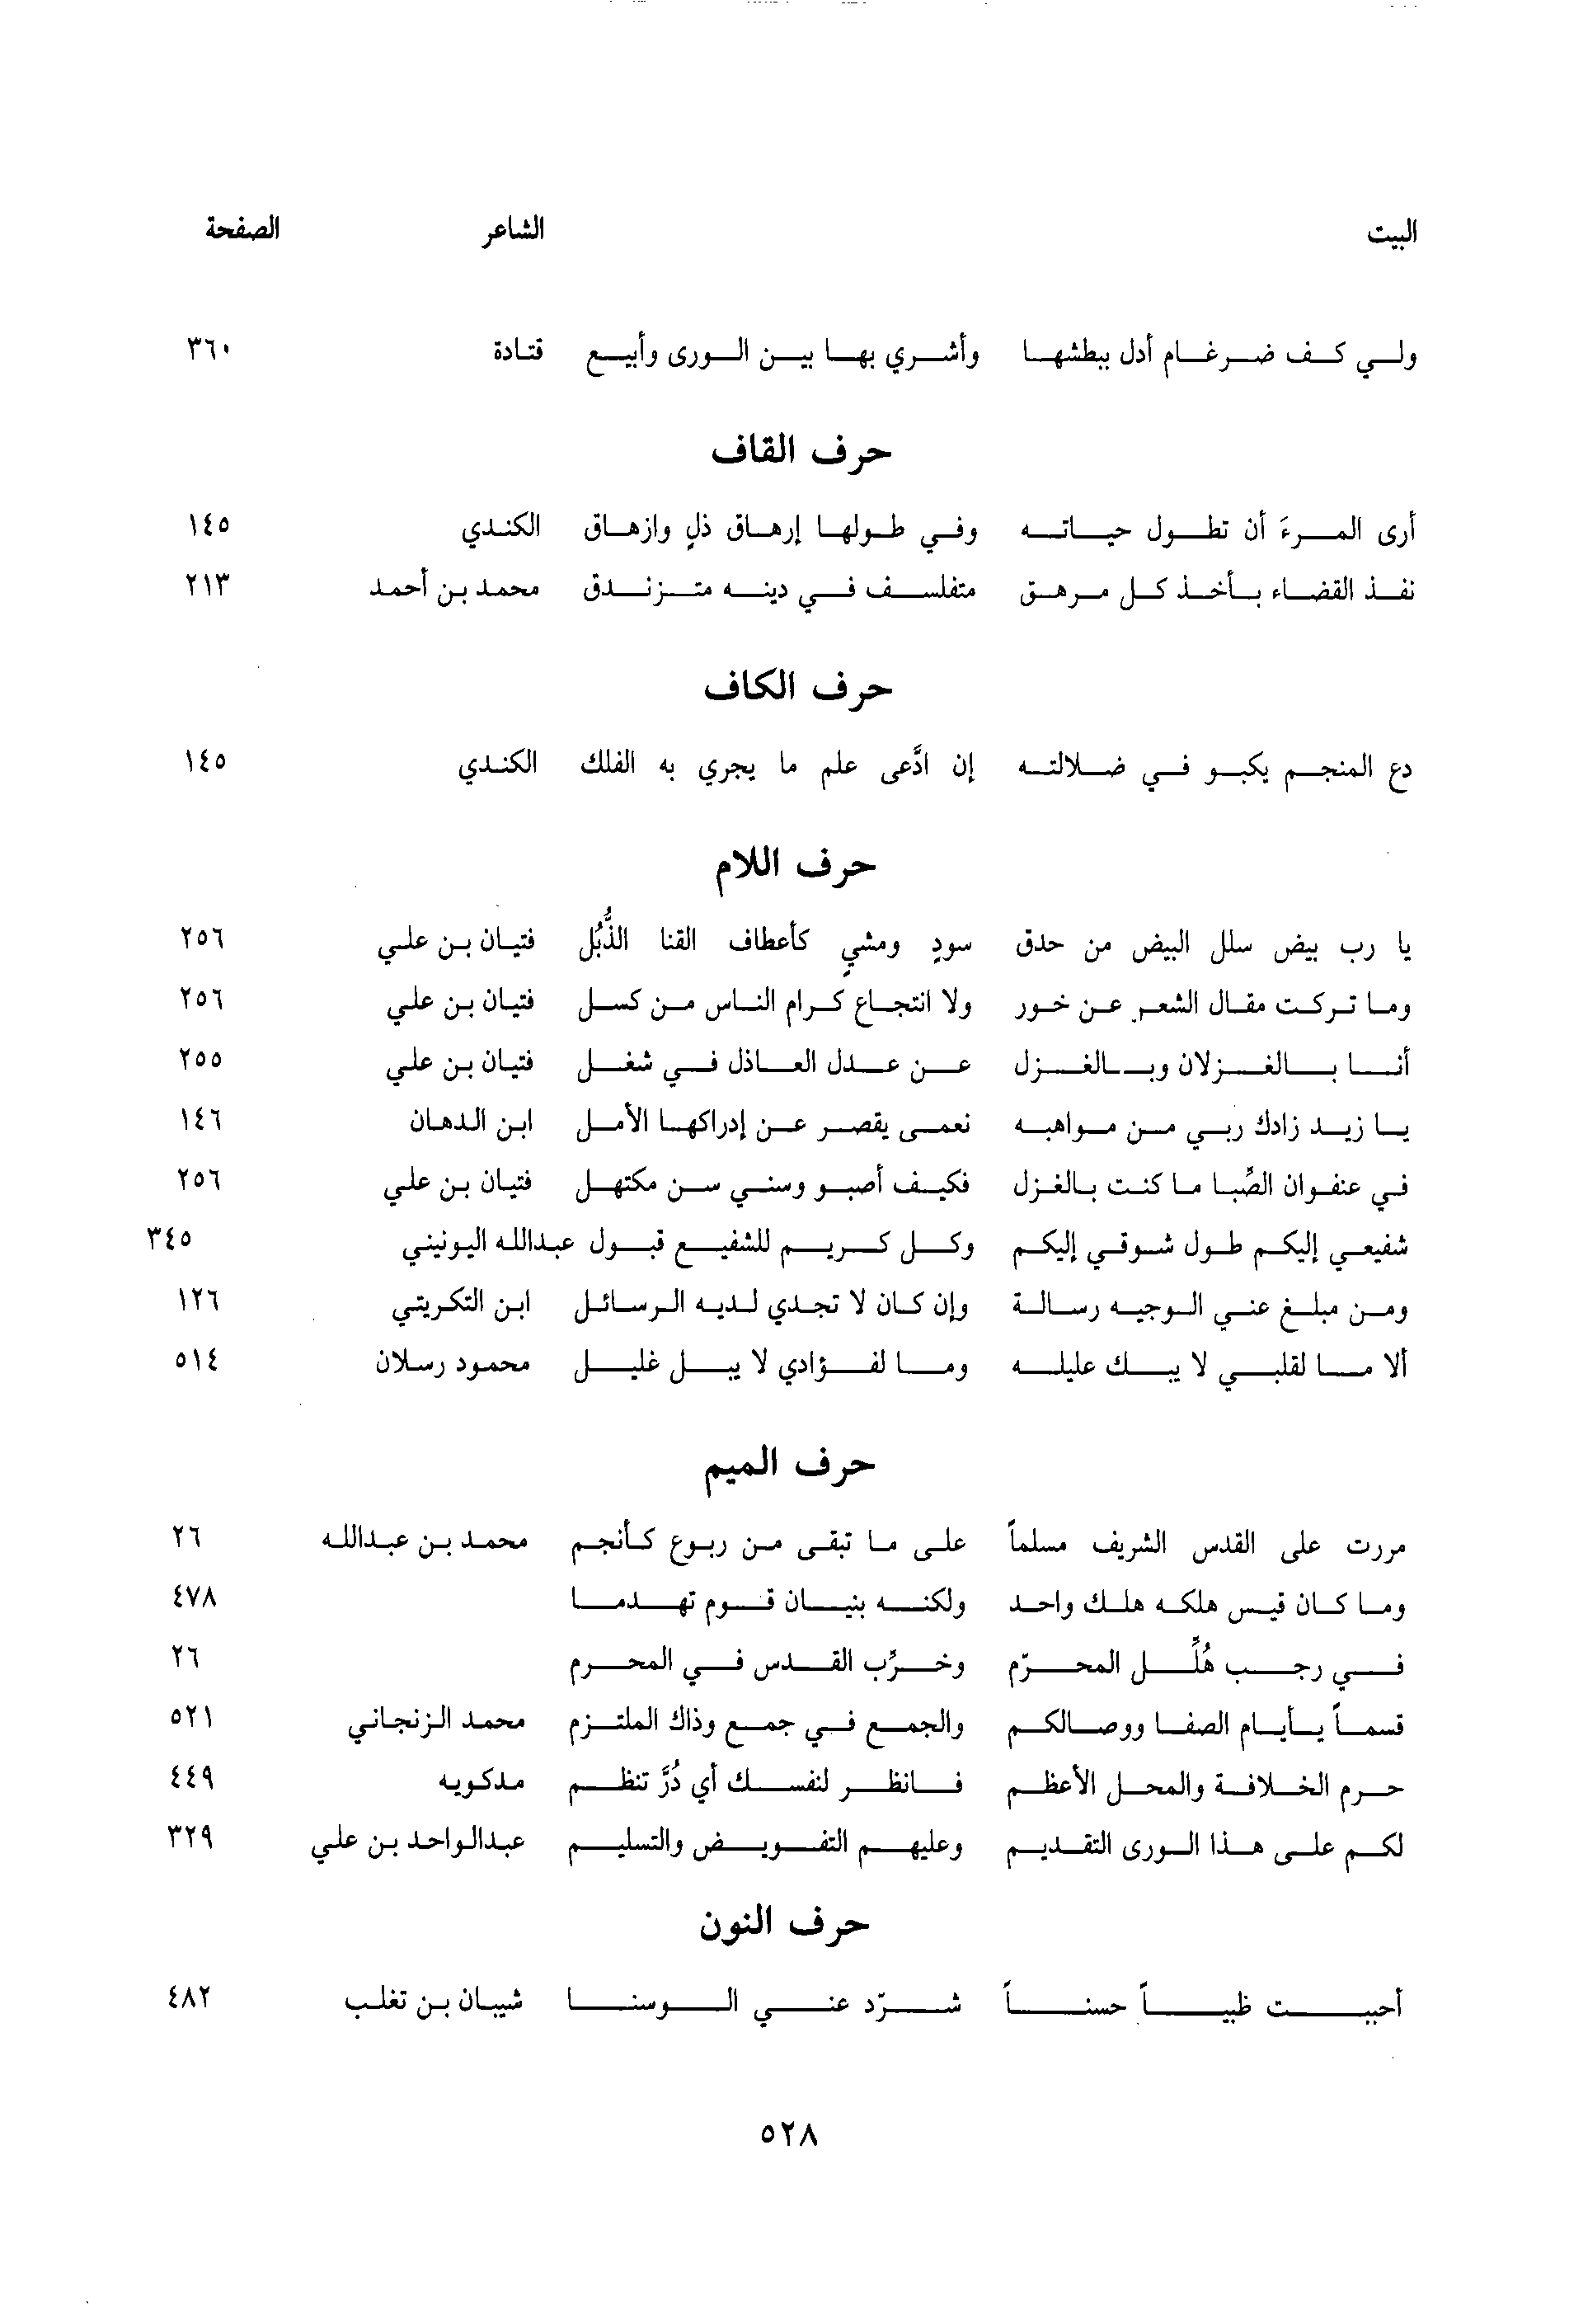 البيت الشاعر الصفحة
ولي كف ضرغام أدل ببطشها وأشري بها بين الورى وأبيع قتادة ٣٦٠
حرف القاف
أرى المرءَ أن تطول حياته وفي طولها إرهاق ذلٍ وازهاق الكندي ١٤٥
نفذ القضاء بأخذ كل مرهق متفلسف في دينه متزندق محمد بن أحمد ٢١٣
حرف الكاف
دع المنجم يكبو في ضلالته إن ادَّعى علم ما يجري به الفلك الكندي ١٤٥
حرف اللام
يا رب بيض سلل البيض من حدق سودٍ ومشيٍ كأعطاف القنا الذُّبُل فتيان بن علي ٢٥٦
وما تركت مقال الشعر عن خور ولا انتجاع كرام الناس من كسل فتيان بن علي ٢٥٦
أنا بالغزلان وبالغزل عن عدل العاذل في شغل فتيان بن علي ٢٥٥
يا زيد زادك ربي من مواهبه نعمى يقصر عن إدراكها الأمل ابن الدهان ١٤٦
في عنفوان الصِّبا ما كنت بالغزل فكيف أصبو وسني سن مكتهل فتيان بن علي ٢٥٦
شفيعي إليكم طول شوقي إليكم وكل كريم للشفيع قبول عبدالله اليونيني ٣٤٥
ومن مبلغ عني الوجيه رسالة وإن كان لا تجدي لديه الرسائل ابن التكريتي ١٢٦
ألا ما لقلبي لا يبك عليله وما لفؤادي لا يبل غليل محمود رسلان ٥١٤
حرف الميم
مررت على القدس الشريف مسلماً على ما تبقى من ربوع كأنجم محمد بن عبدالله ٢٦
وما كان قيس هلكه هلك واحد ولكنه بنيان قوم تهدما ٤٧٨
في رجب هُلِّل المحرّم وخرِّب القدس في المحرم ٢٦
قسماً بأيام الصفا ووصالكم والجمع في جمع وذاك الملتزم محمد الزنجاني ٥٢١
حرم الخلافة والمحل الأعظم فانظر لنفسك أي دُرَّ تنظم مدكويه ٤٤٩
لكم على هذا الورى التقديم وعليهم التفويض والتسليم عبدالواحد بن علي ٣٢٩
حرف النون
أحببت ظبياً حسناً شرّد عني الوسنا شيبان بن تغلب ٤٨٢
٥٢٨